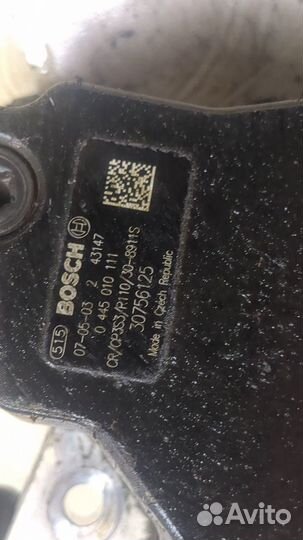 515 BOSCH
07-05-03 2 43147
0 445 010 111
CR/CP3S3/R110/30-8911S
30756125
Made in Czech Republic
Avito